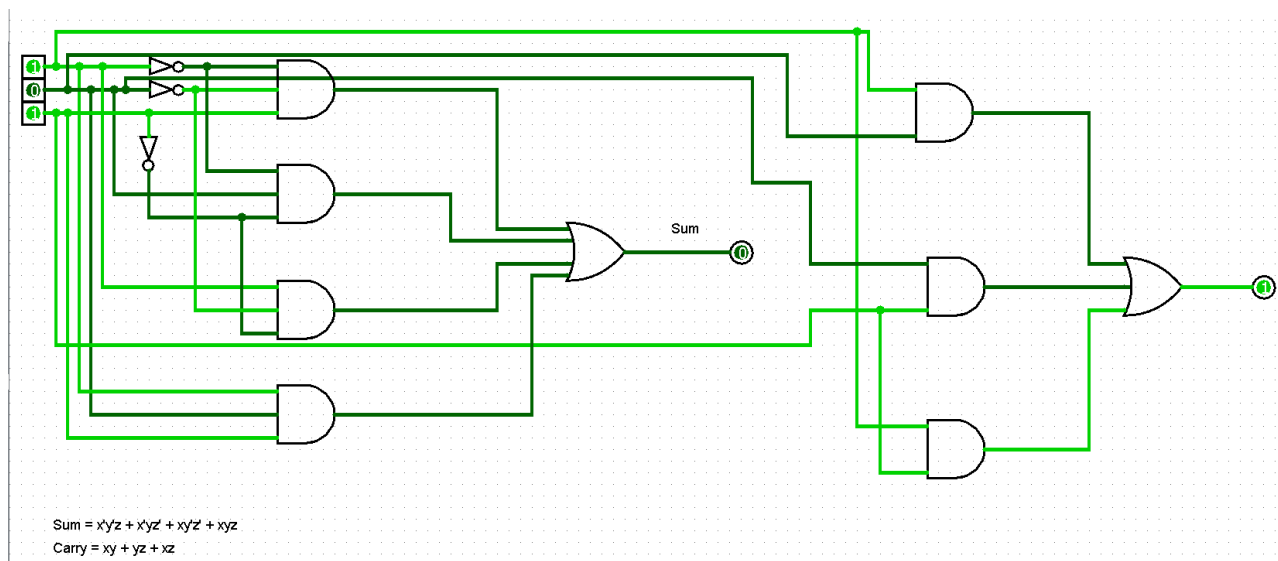 1
0
1
Sum
0
1
Sum = x'y'z + x'yz' + xy'z' + xyz
Carry = xy + yz + xz